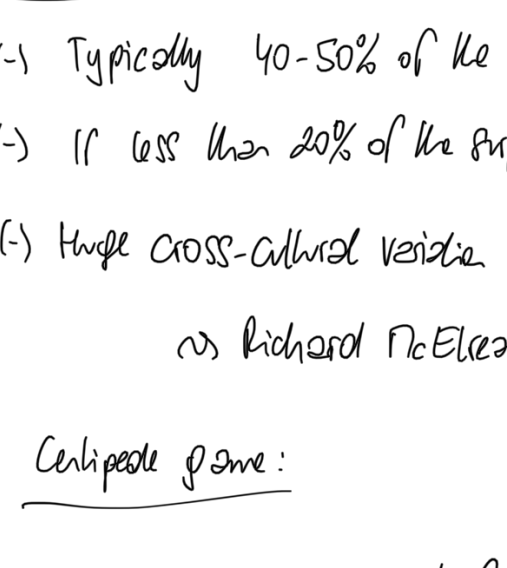 (-) Typically 40-50% of the
(-) If less than 20% of the
(-) Huge cross-cultural variation
~> Richard McElrea
Centipede game: